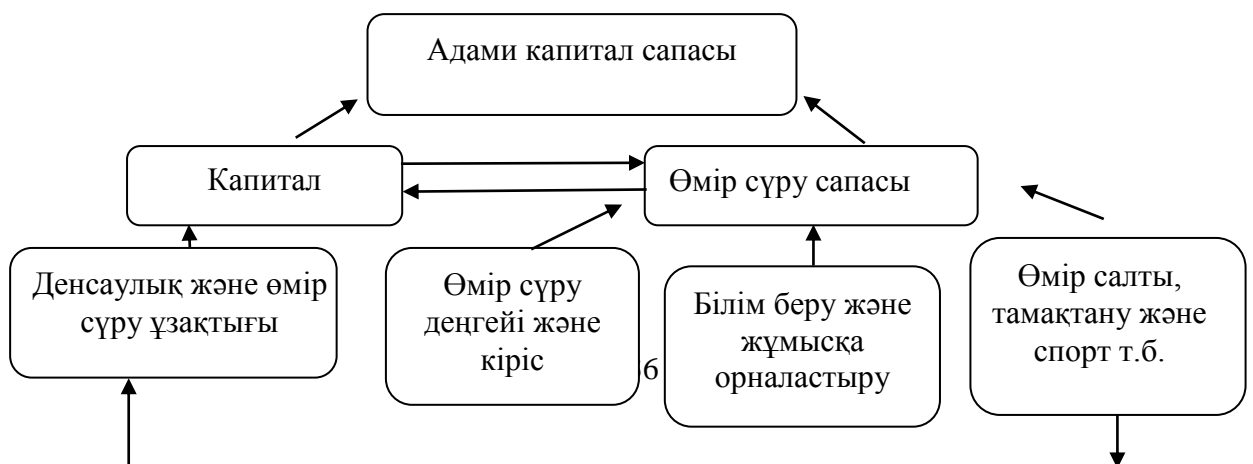 Адами капитал сапасы
Капитал
Өмір сүру сапасы
Денсаулық және өмір
сүру ұзақтығы
Өмір сүру
деңгейі және
кіріс
Білім беру және
жұмысқа
орналастыру
Өмір салты,
тамақтану және
спорт т.б.